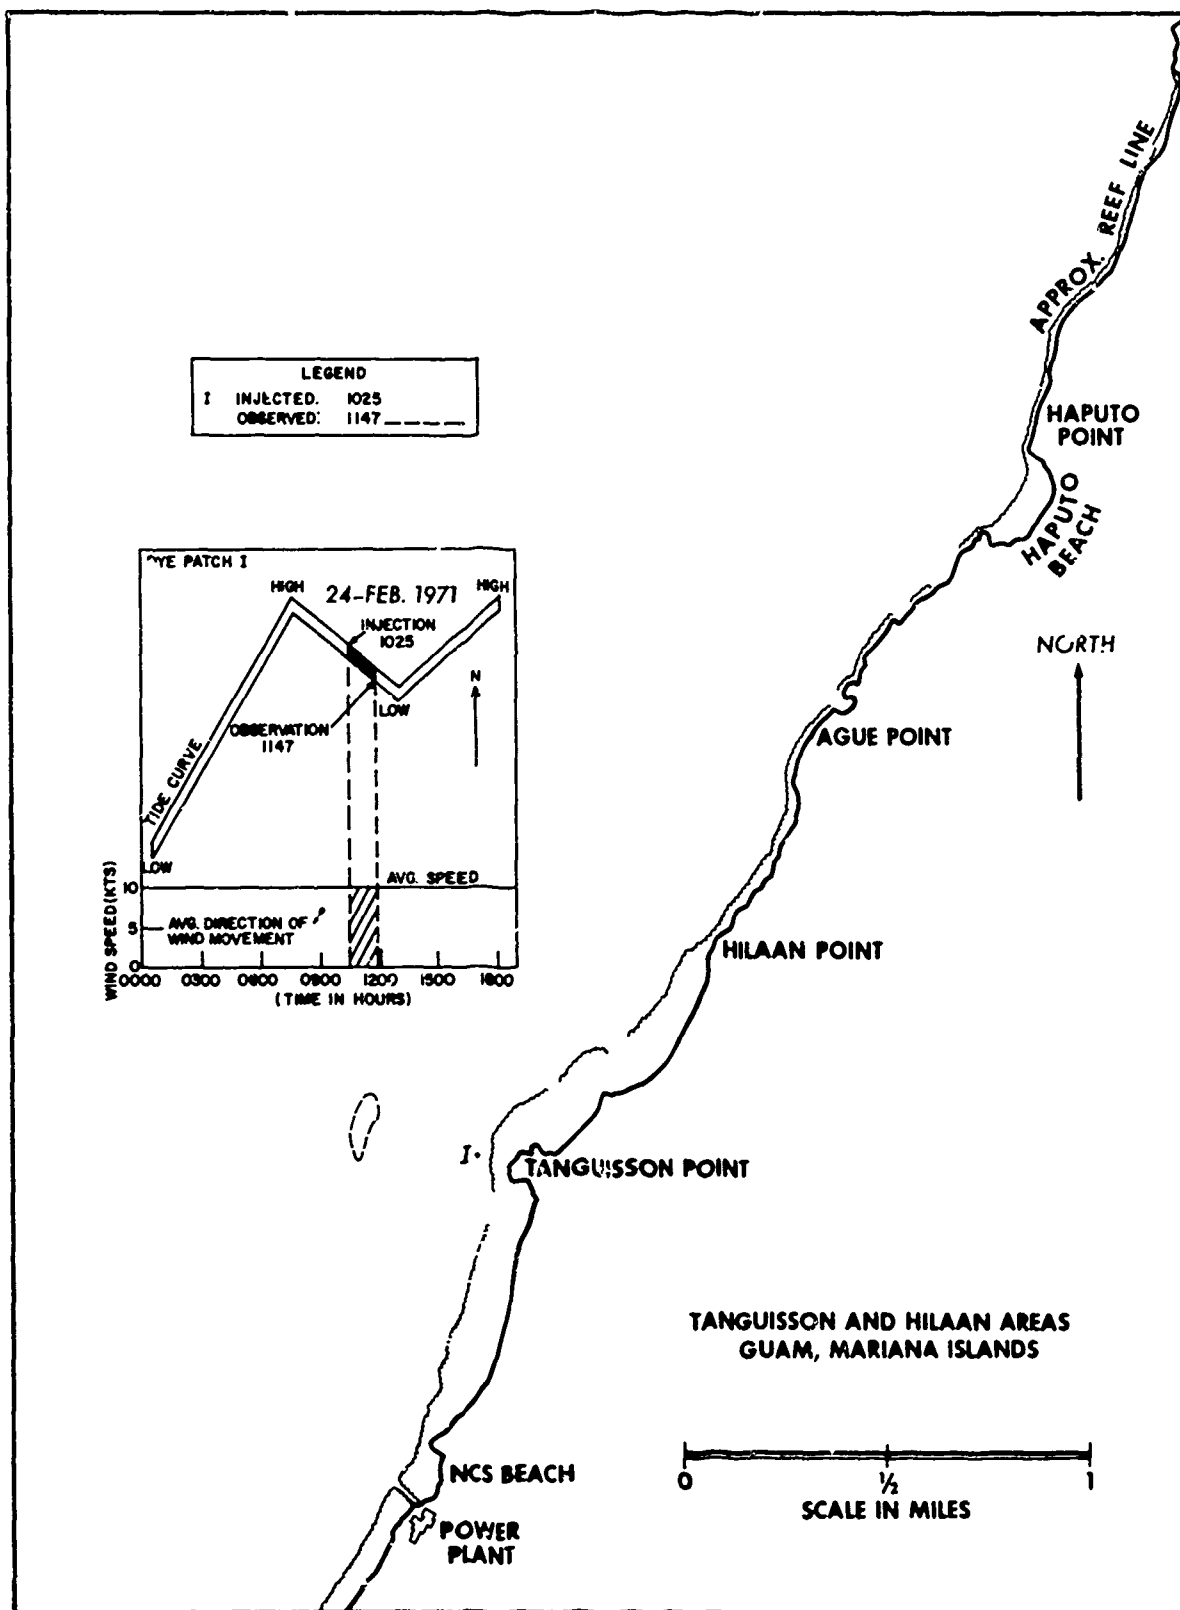 APPROX. REEF LINE
LEGEND
I INJECTED: 1025
OBSERVED: 1147
HAPUTO
POINT
HAPUTO
BEACH
DYE PATCH I
HIGH
24-FEB. 1971
HIGH
INJECTION
1025
N
LOW
OBSERVATION
1147
TIDE CURVE
LOW
NORTH
AGUE POINT
WIND SPEED (KTS)
10
AVG. SPEED
5
AVG. DIRECTION OF
WIND MOVEMENT
0
0000 0300 0600 0900 1200 1500 1800
(TIME IN HOURS)
HILAAN POINT
I
TANGUISSON POINT
TANGUISSON AND HILAAN AREAS
GUAM, MARIANA ISLANDS
0 ½ 1
SCALE IN MILES
NCS BEACH
POWER
PLANT